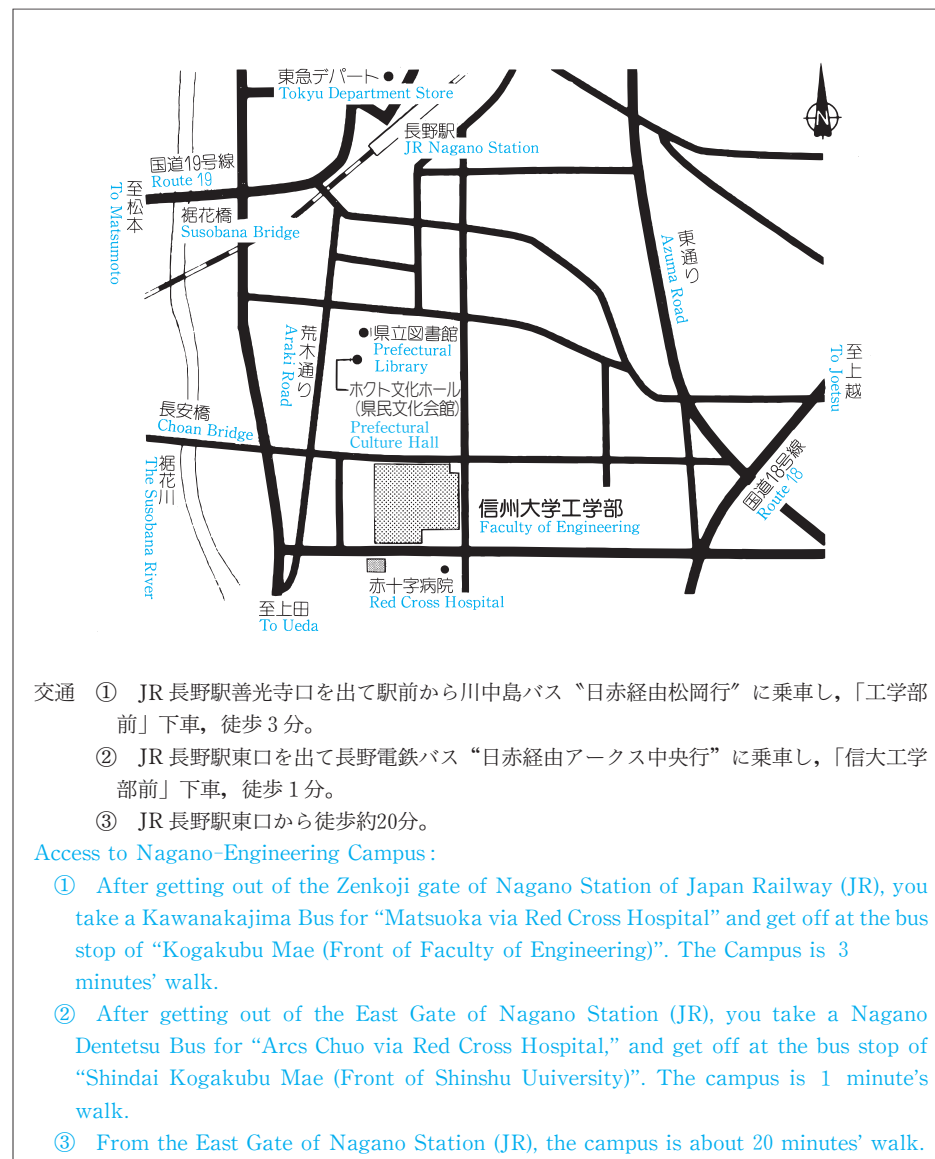 東急デパート
Tokyu Department Store
N
長野駅
JR Nagano Station
国道19号線
Route 19
至松本
To Matsumoto
裾花橋
Susobana Bridge
東通り
Azuma Road
荒木通り
Araki Road
県立図書館
Prefectural
Library
ホクト文化ホール
（県民文化会館）
Prefectural
Culture Hall
至上越
To Joetsu
長安橋
Choan Bridge
裾花川
The Susobana River
国道18号線
Route 18
信州大学工学部
Faculty of Engineering
赤十字病院
Red Cross Hospital
至上田
To Ueda
交通　①　JR 長野駅善光寺口を出て駅前から川中島バス〝日赤経由松岡行〞に乗車し，「工学部
前」下車，徒歩３分。
②　JR 長野駅東口を出て長野電鉄バス“日赤経由アークス中央行”に乗車し，「信大工学
部前」下車，徒歩１分。
③　JR 長野駅東口から徒歩約20分。
Access to Nagano-Engineering Campus :
①　After getting out of the Zenkoji gate of Nagano Station of Japan Railway (JR), you
take a Kawanakajima Bus for “Matsuoka via Red Cross Hospital” and get off at the bus
stop of “Kogakubu Mae (Front of Faculty of Engineering)”. The Campus is 3
minutes’ walk.
②　After getting out of the East Gate of Nagano Station (JR), you take a Nagano
Dentetsu Bus for “Arcs Chuo via Red Cross Hospital,” and get off at the bus stop of
“Shindai Kogakubu Mae (Front of Shinshu Uuiversity)”. The campus is 1 minute’s
walk.
③　From the East Gate of Nagano Station (JR), the campus is about 20 minutes’ walk.